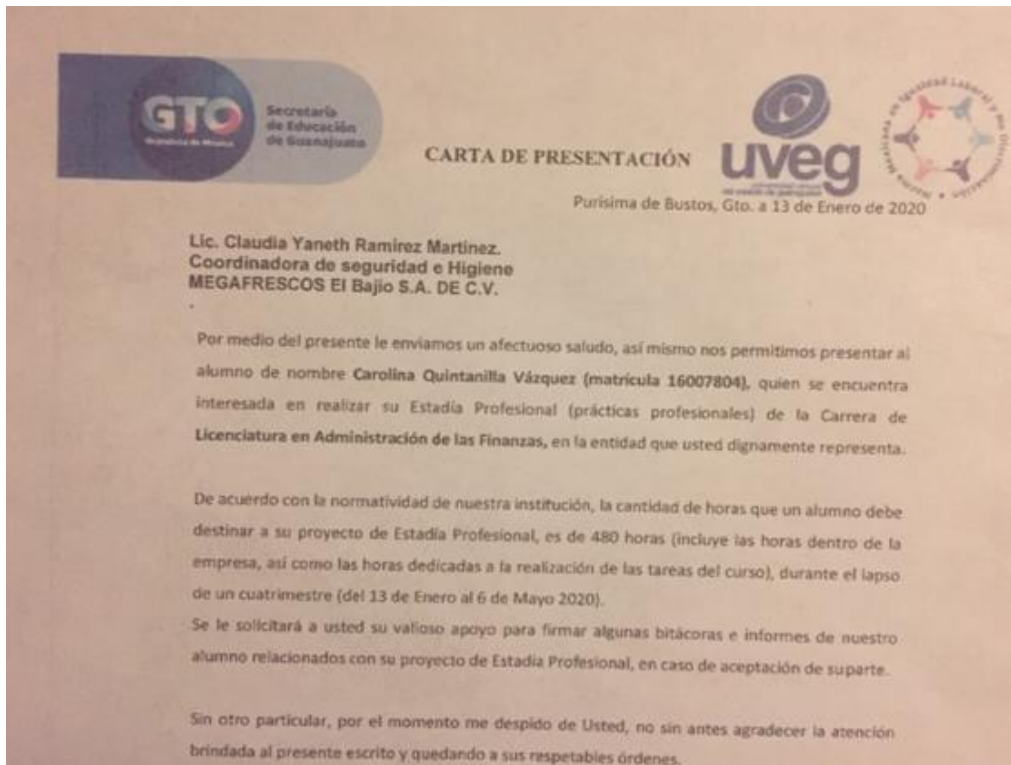 GTO
Secretaría
de Educación
de Guanajuato
CARTA DE PRESENTACIÓN
uveg
Norma Mexicana en Igualdad Laboral y No Discriminación
Purísima de Bustos, Gto. a 13 de Enero de 2020
Lic. Claudia Yaneth Ramirez Martinez.
Coordinadora de seguridad e Higiene
MEGAFRESCOS El Bajio S.A. DE C.V.
.
Por medio del presente le enviamos un afectuoso saludo, así mismo nos permitimos presentar al
alumno de nombre Carolina Quintanilla Vázquez (matrícula 16007804), quien se encuentra
interesada en realizar su Estadía Profesional (prácticas profesionales) de la Carrera de
Licenciatura en Administración de las Finanzas, en la entidad que usted dignamente representa.
De acuerdo con la normatividad de nuestra institución, la cantidad de horas que un alumno debe
destinar a su proyecto de Estadía Profesional, es de 480 horas (incluye las horas dentro de la
empresa, así como las horas dedicadas a la realización de las tareas del curso), durante el lapso
de un cuatrimestre (del 13 de Enero al 6 de Mayo 2020).
Se le solicitará a usted su valioso apoyo para firmar algunas bitácoras e informes de nuestro
alumno relacionados con su proyecto de Estadía Profesional, en caso de aceptación de suparte.
Sin otro particular, por el momento me despido de Usted, no sin antes agradecer la atención
brindada al presente escrito y quedando a sus respetables órdenes.